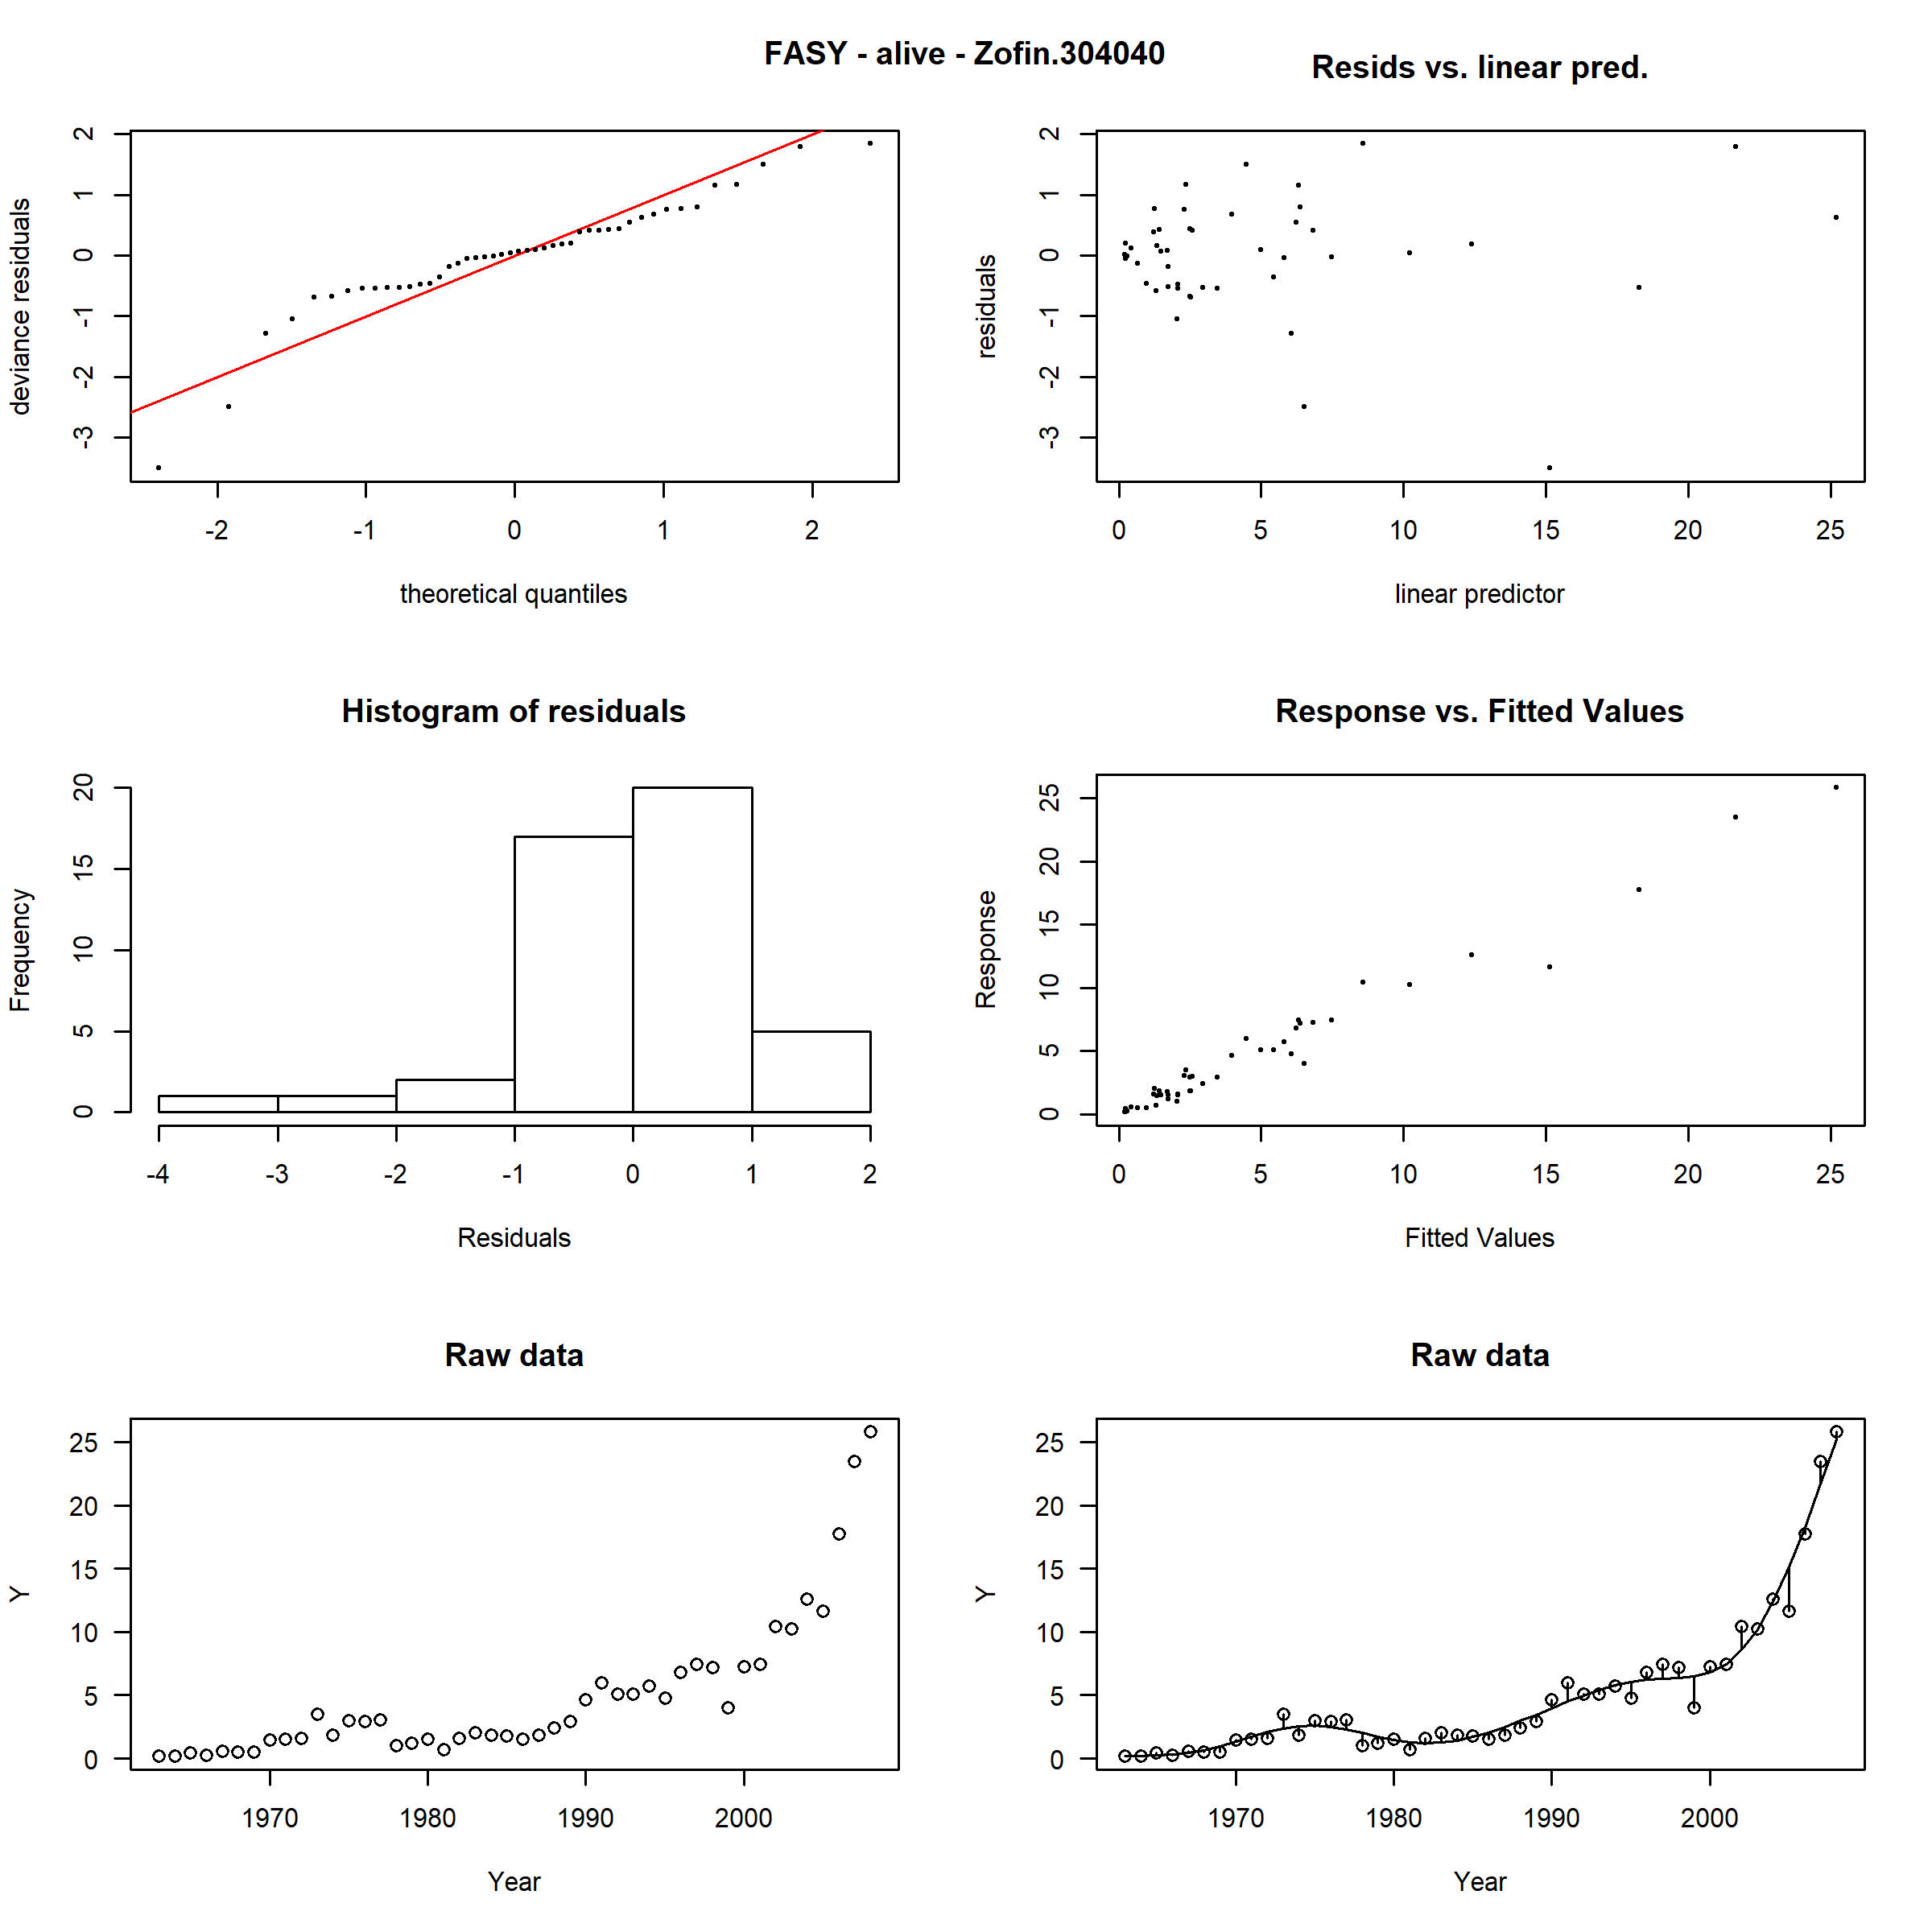 FASY - alive - Zofin.304040
Resids vs. linear pred.
deviance residuals
-3 -2 -1 0 1 2
-2 -1 0 1 2
theoretical quantiles
residuals
-3 -2 -1 0 1 2
0 5 10 15 20 25
linear predictor
Histogram of residuals
Frequency
0 5 10 15 20
-4 -3 -2 -1 0 1 2
Residuals
Response vs. Fitted Values
Response
0 5 10 15 20 25
0 5 10 15 20 25
Fitted Values
Raw data
Y
25
20
15
10
5
0
1970 1980 1990 2000
Year
Raw data
Y
25
20
15
10
5
0
1970 1980 1990 2000
Year